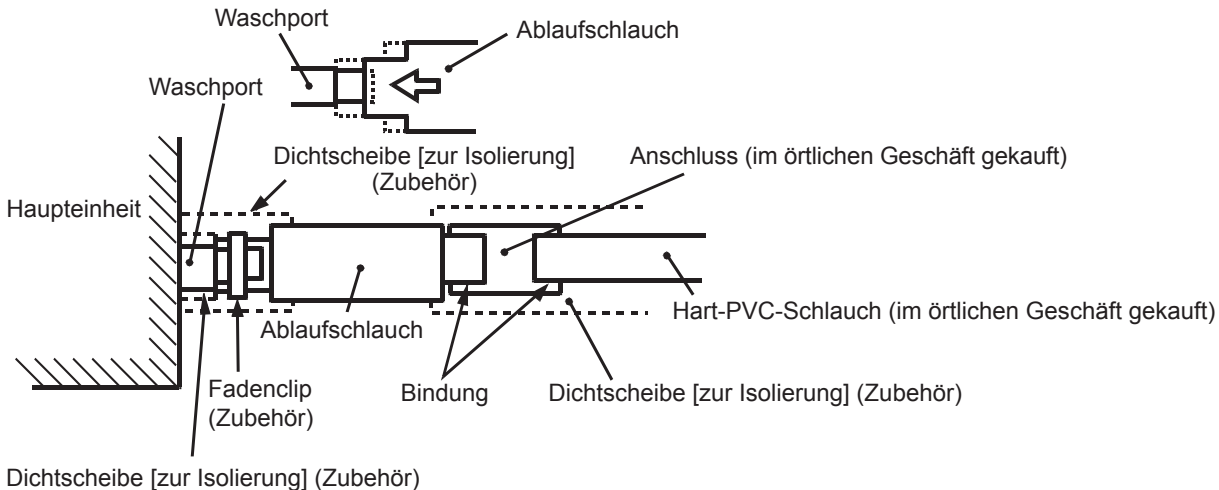 Waschport
Ablaufschlauch
Waschport
Dichtscheibe [zur Isolierung]
(Zubehör)
Anschluss (im örtlichen Geschäft gekauft)
Haupteinheit
Hart-PVC-Schlauch (im örtlichen Geschäft gekauft)
Ablaufschlauch
Fadenclip
(Zubehör)
Bindung
Dichtscheibe [zur Isolierung] (Zubehör)
Dichtscheibe [zur Isolierung] (Zubehör)